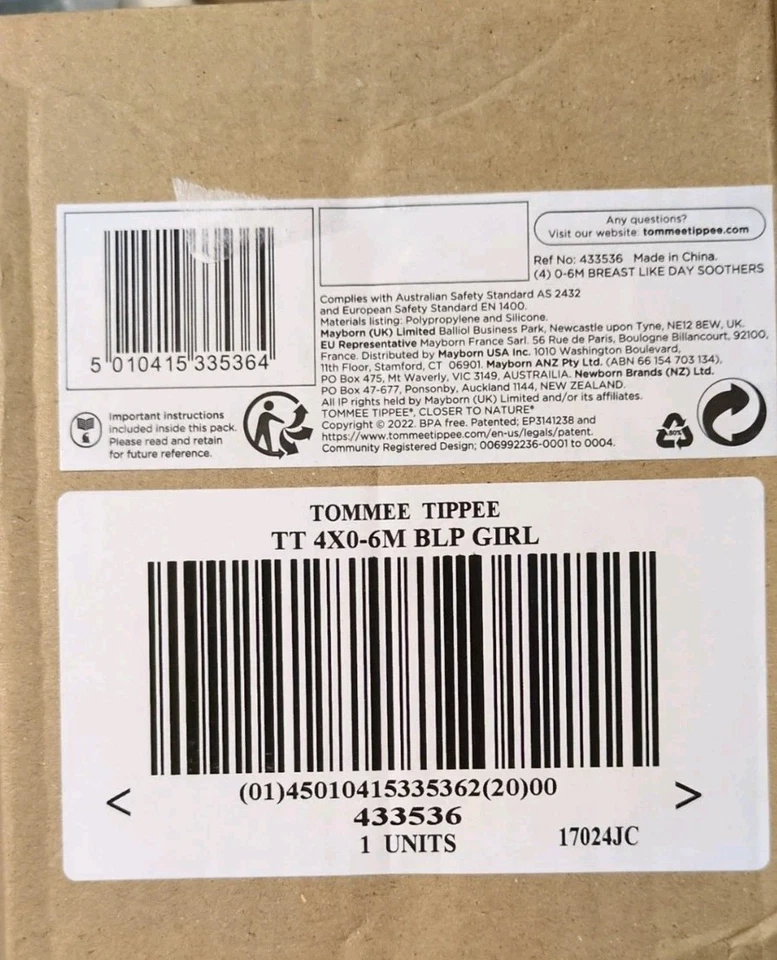 5 010415 335364
Important instructions
included inside this pack.
Please read and retain
for future reference.
Any questions?
Visit our website: tommeetippee.com
Ref No: 433536 Made in China.
(4) 0-6M BREAST LIKE DAY SOOTHERS
Complies with Australian Safety Standard AS 2432
and European Safety Standard EN 1400.
Materials listing: Polypropylene and Silicone.
Mayborn (UK) Limited Balliol Business Park, Newcastle upon Tyne, NE12 8EW, UK.
EU Representative Mayborn France Sarl. 56 Rue de Paris, Boulogne Billancourt, 92100,
France. Distributed by Mayborn USA Inc. 1010 Washington Boulevard,
11th Floor, Stamford, CT 06901. Mayborn ANZ Pty Ltd. (ABN 66 154 703 134),
PO Box 475, Mt Waverly, VIC 3149, AUSTRAILIA. Newborn Brands (NZ) Ltd.
PO Box 47-677, Ponsonby, Auckland 1144, NEW ZEALAND.
All IP rights held by Mayborn (UK) Limited and/or its affiliates.
TOMMEE TIPPEE®, CLOSER TO NATURE®
Copyright © 2022. BPA free. Patented; EP3141238 and
https://www.tommeetippee.com/en-us/legals/patent.
Community Registered Design; 006992236-0001 to 0004.
80%
TOMMEE TIPPEE
TT 4X0-6M BLP GIRL
< (01)45010415335362(20)00 >
433536
1 UNITS 17024JC